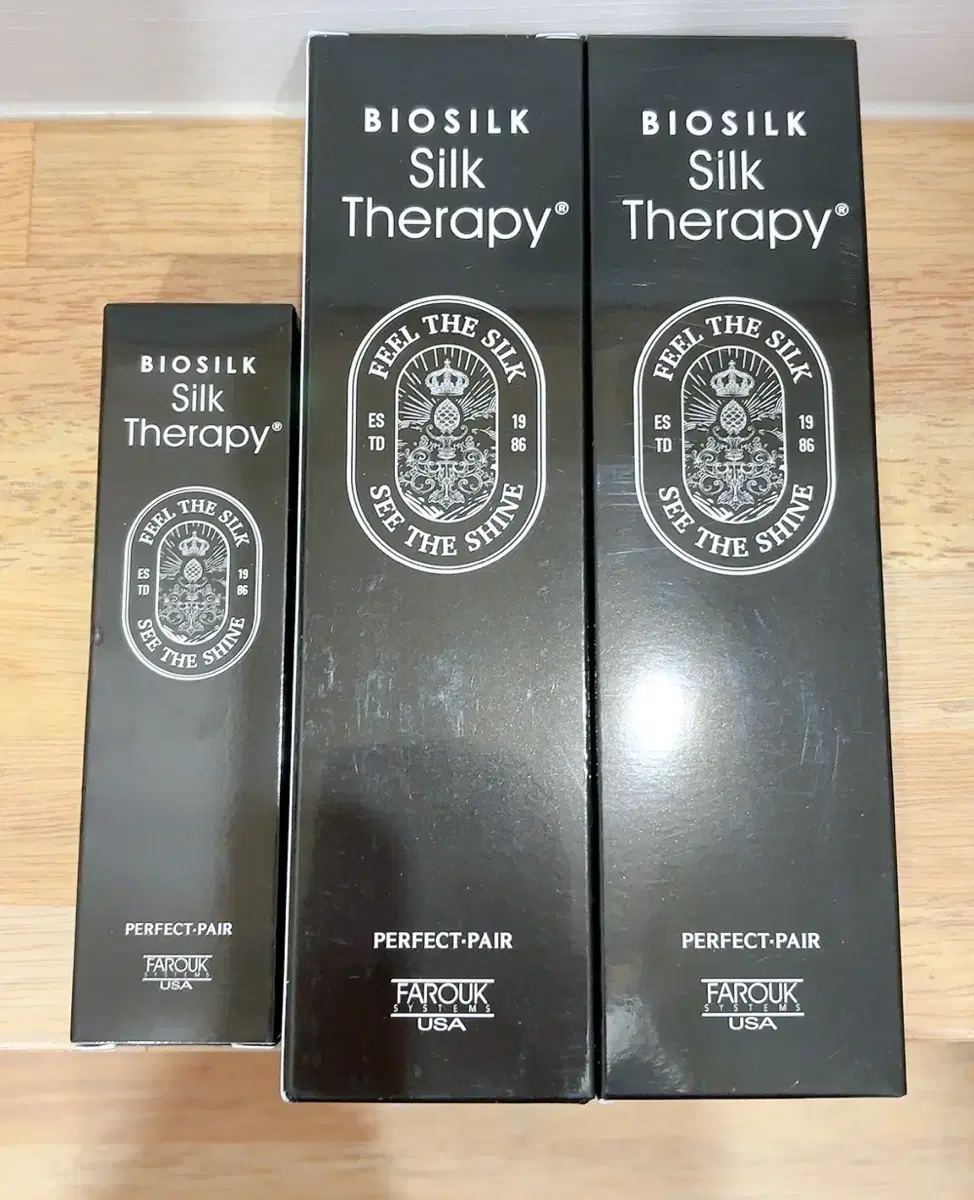 BIOSILK
Silk
Therapy®
FEEL THE SILK
ES
TD
19
86
SEE THE SHINE
PERFECT·PAIR
FAROUK
SYSTEMS
USA
BIOSILK
Silk
Therapy®
FEEL THE SILK
ES
TD
19
86
SEE THE SHINE
PERFECT·PAIR
FAROUK
SYSTEMS
USA
BIOSILK
Silk
Therapy®
FEEL THE SILK
ES
TD
19
86
SEE THE SHINE
PERFECT·PAIR
FAROUK
SYSTEMS
USA